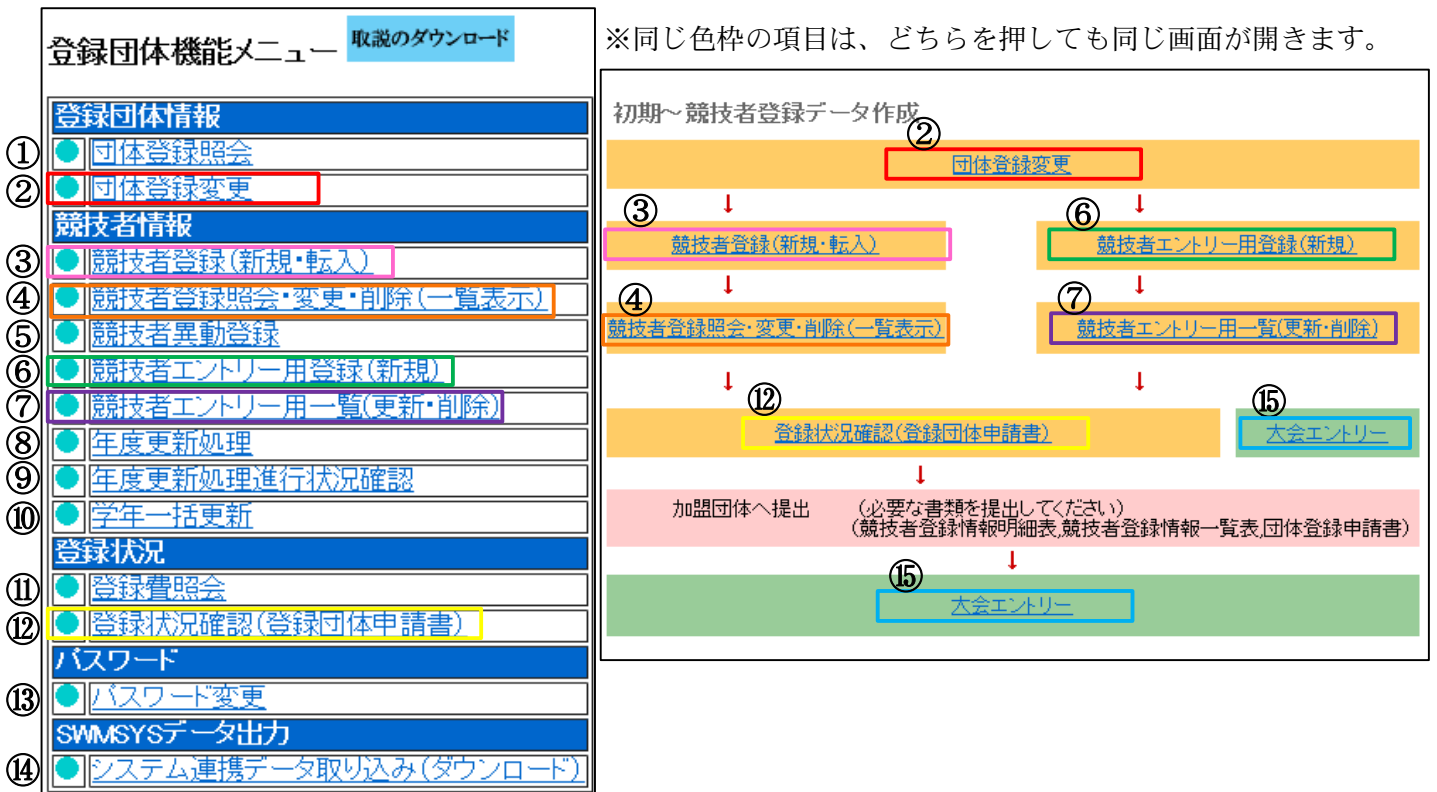 登録団体機能メニュー
取説のダウンロード
登録団体情報
① 団体登録照会
② 団体登録変更
競技者情報
③ 競技者登録(新規・転入)
④ 競技者登録照会・変更・削除(一覧表示)
⑤ 競技者異動登録
⑥ 競技者エントリー用登録(新規)
⑦ 競技者エントリー用一覧(更新・削除)
⑧ 年度更新処理
⑨ 年度更新処理進行状況確認
⑩ 学年一括更新
登録状況
⑪ 登録費照会
⑫ 登録状況確認(登録団体申請書)
パスワード
⑬ パスワード変更
SWMSYSデータ出力
⑭ システム連携データ取り込み(ダウンロード)
※同じ色枠の項目は、どちらを押しても同じ画面が開きます。
初期～競技者登録データ作成
② 団体登録変更
↓ ↓
③ 競技者登録(新規・転入) ⑥ 競技者エントリー用登録(新規)
↓ ↓
④ 競技者登録照会・変更・削除(一覧表示) ⑦ 競技者エントリー用一覧(更新・削除)
↓ ↓
⑫ 登録状況確認(登録団体申請書) ⑮ 大会エントリー
↓
加盟団体へ提出 (必要な書類を提出してください)
(競技者登録情報明細表,競技者登録情報一覧表,団体登録申請書)
↓
⑮ 大会エントリー